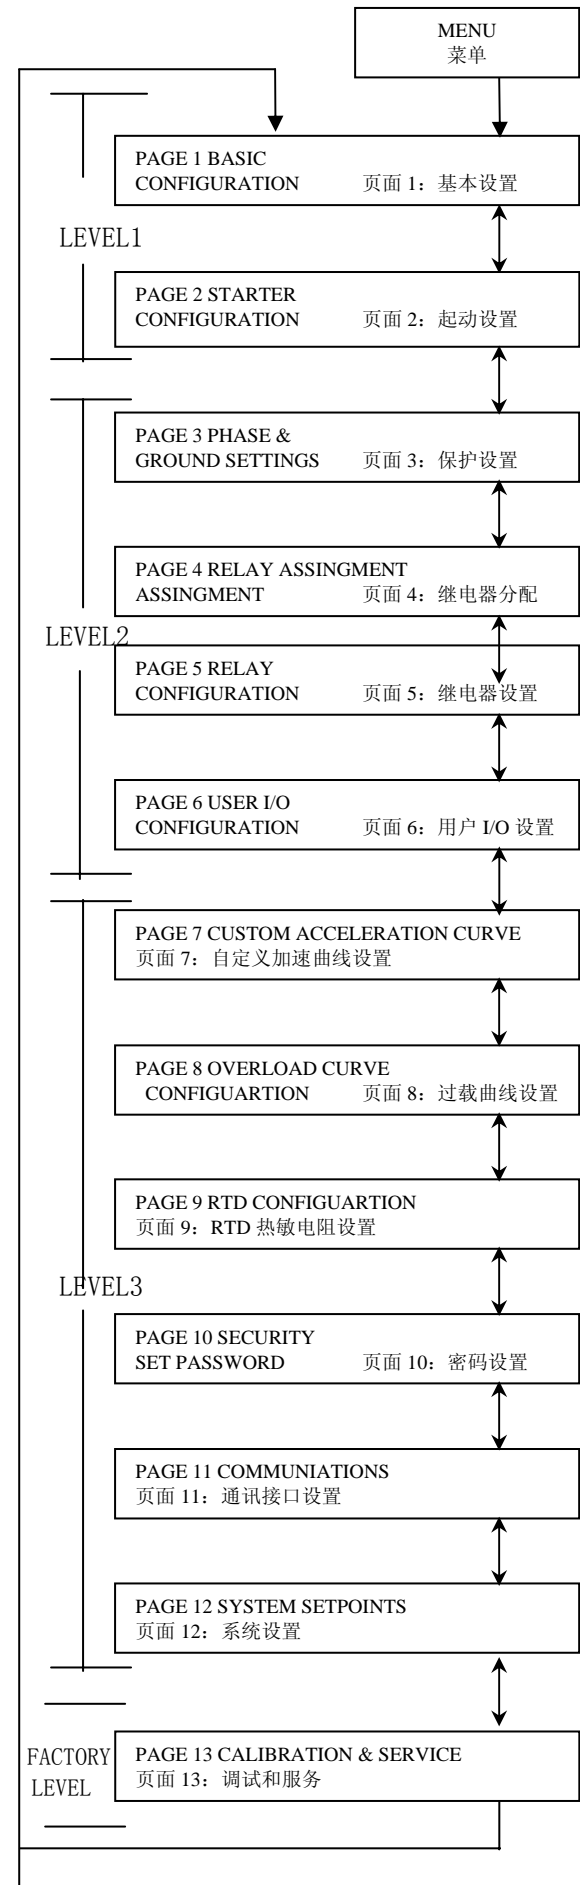 MENU
菜单
PAGE 1 BASIC
CONFIGURATION 页面 1：基本设置
LEVEL1
PAGE 2 STARTER
CONFIGURATION 页面 2：起动设置
PAGE 3 PHASE &
GROUND SETTINGS 页面 3：保护设置
PAGE 4 RELAY ASSINGMENT
ASSINGMENT 页面 4：继电器分配
LEVEL2
PAGE 5 RELAY
CONFIGURATION 页面 5：继电器设置
PAGE 6 USER I/O
CONFIGURATION 页面 6：用户 I/O 设置
PAGE 7 CUSTOM ACCELERATION CURVE
页面 7：自定义加速曲线设置
PAGE 8 OVERLOAD CURVE
CONFIGUARTION 页面 8：过载曲线设置
PAGE 9 RTD CONFIGUARTION
页面 9：RTD 热敏电阻设置
LEVEL3
PAGE 10 SECURITY
SET PASSWORD 页面 10：密码设置
PAGE 11 COMMUNIATIONS
页面 11：通讯接口设置
PAGE 12 SYSTEM SETPOINTS
页面 12：系统设置
FACTORY
LEVEL
PAGE 13 CALIBRATION & SERVICE
页面 13：调试和服务